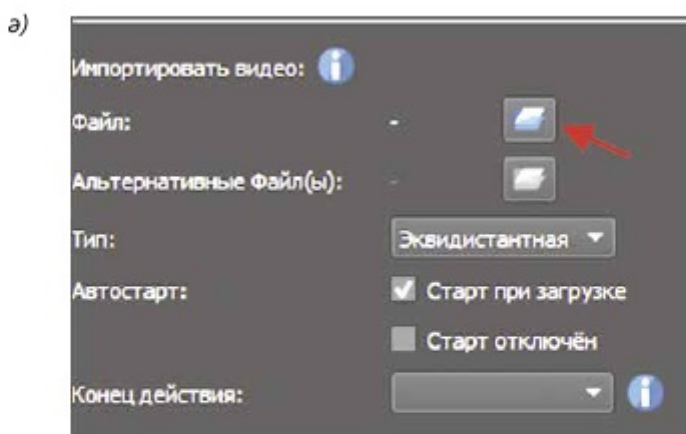 а)
Импортировать видео:
Файл: -
Альтернативные Файл(ы): -
Тип: Эквидистантная
Автостарт: Старт при загрузке
Старт отключён
Конец действия: